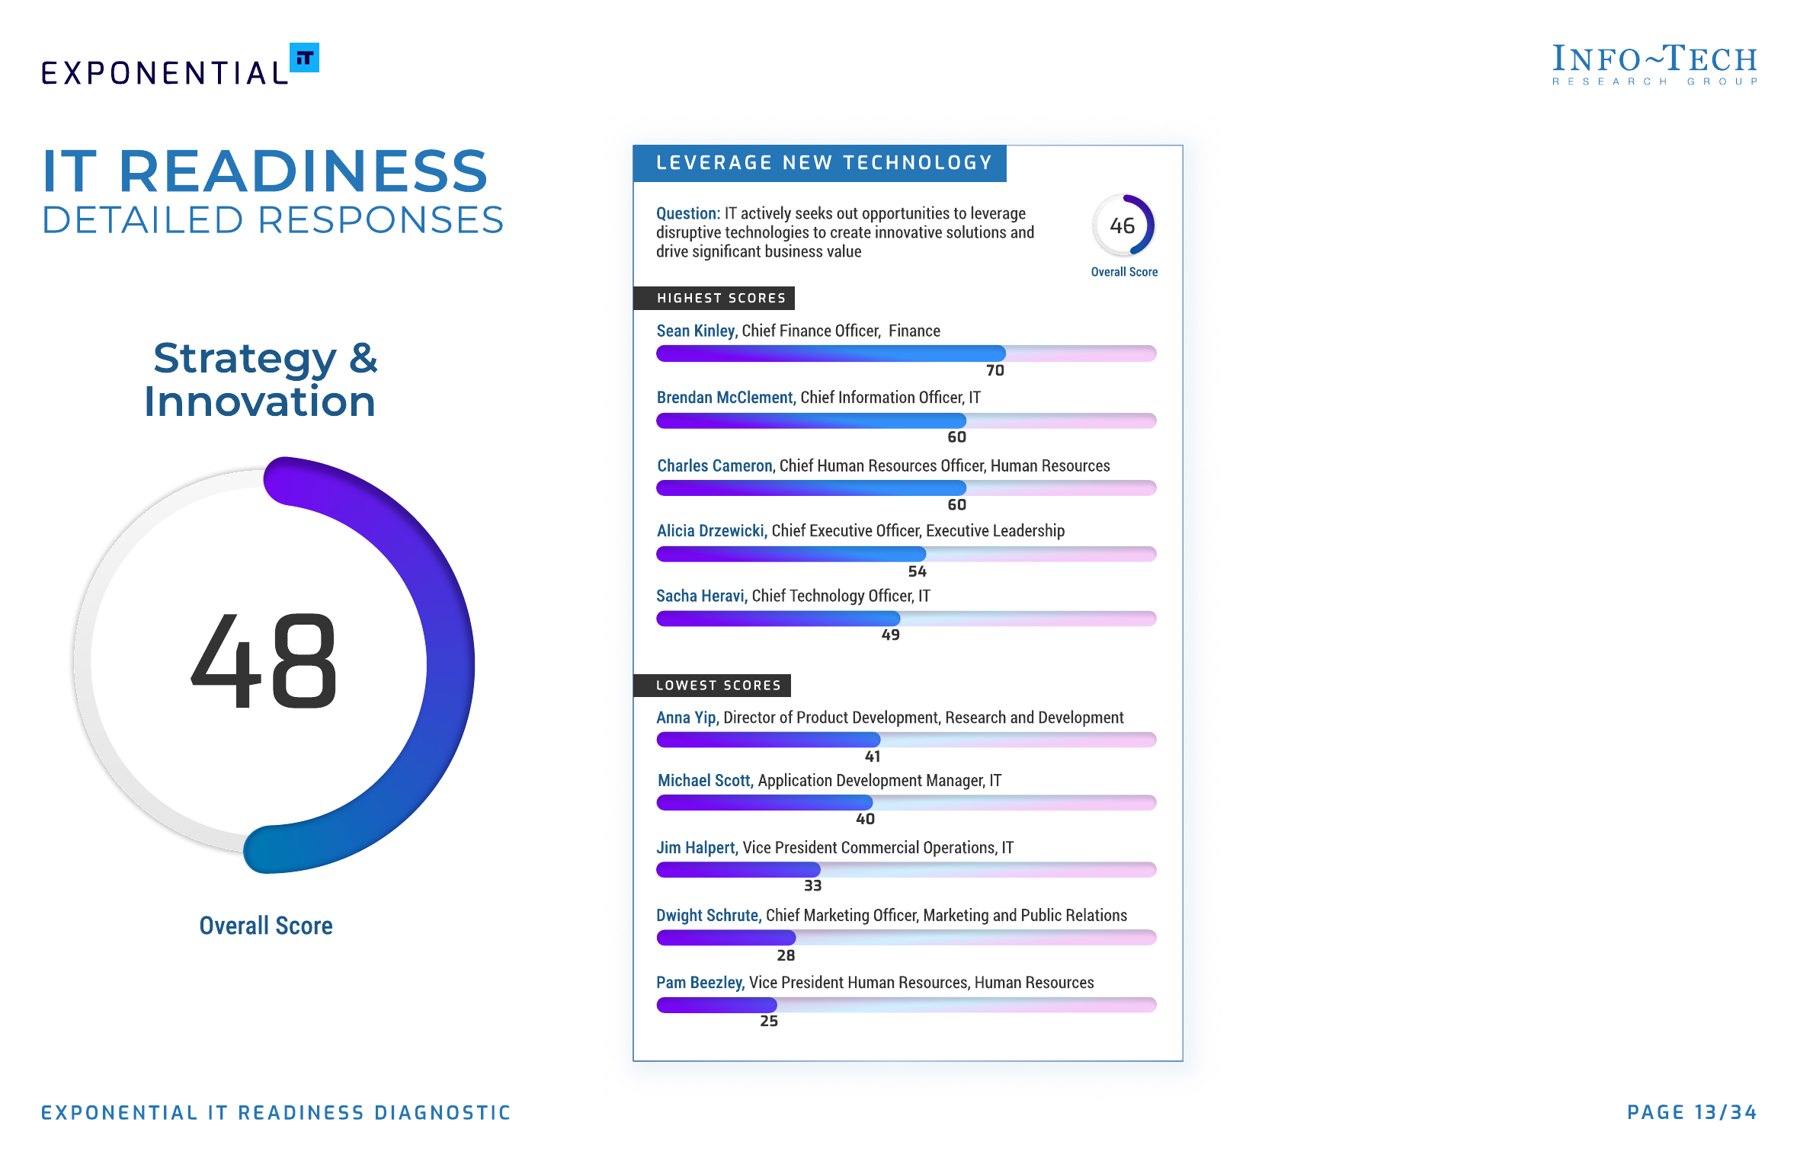 EXPONENTIAL iT
INFO~TECH
RESEARCH GROUP
IT READINESS
DETAILED RESPONSES
Strategy &
Innovation
48
Overall Score
LEVERAGE NEW TECHNOLOGY
Question: IT actively seeks out opportunities to leverage
disruptive technologies to create innovative solutions and
drive significant business value
46
Overall Score
HIGHEST SCORES
Sean Kinley, Chief Finance Officer, Finance
70
Brendan McClement, Chief Information Officer, IT
60
Charles Cameron, Chief Human Resources Officer, Human Resources
60
Alicia Drzewicki, Chief Executive Officer, Executive Leadership
54
Sacha Heravi, Chief Technology Officer, IT
49
LOWEST SCORES
Anna Yip, Director of Product Development, Research and Development
41
Michael Scott, Application Development Manager, IT
40
Jim Halpert, Vice President Commercial Operations, IT
33
Dwight Schrute, Chief Marketing Officer, Marketing and Public Relations
28
Pam Beezley, Vice President Human Resources, Human Resources
25
EXPONENTIAL IT READINESS DIAGNOSTIC
PAGE 13/34